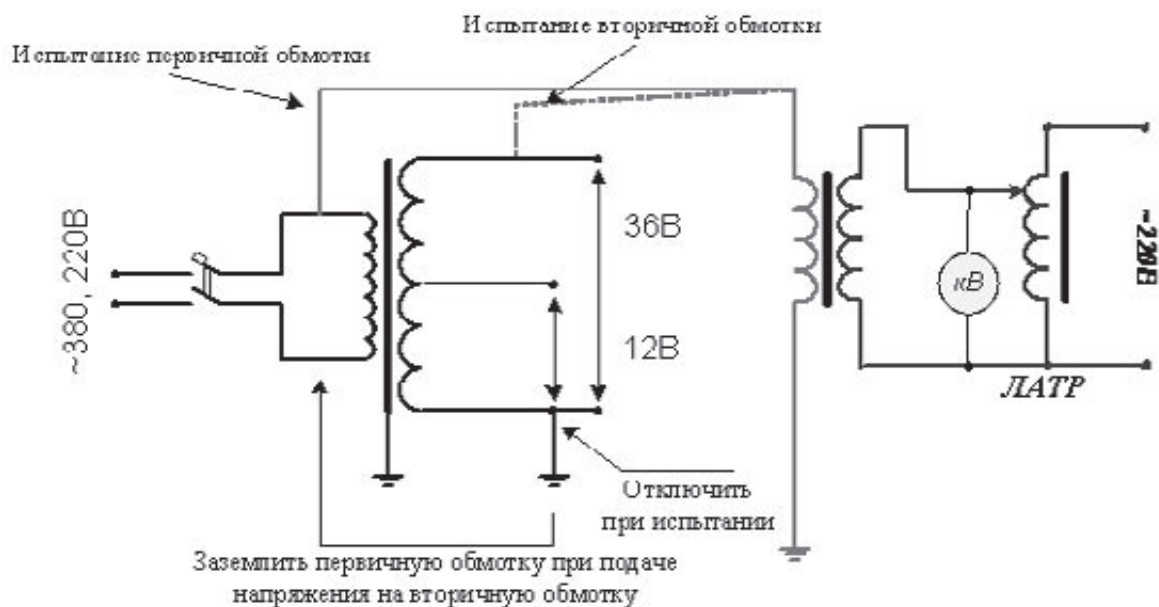 Испытание вторичной обмотки
Испытание первичной обмотки
~380, 220В
36В
12В
кВ
~220В
ЛАТР
Отключить
при испытании
Заземлить первичную обмотку при подаче
напряжения на вторичную обмотку